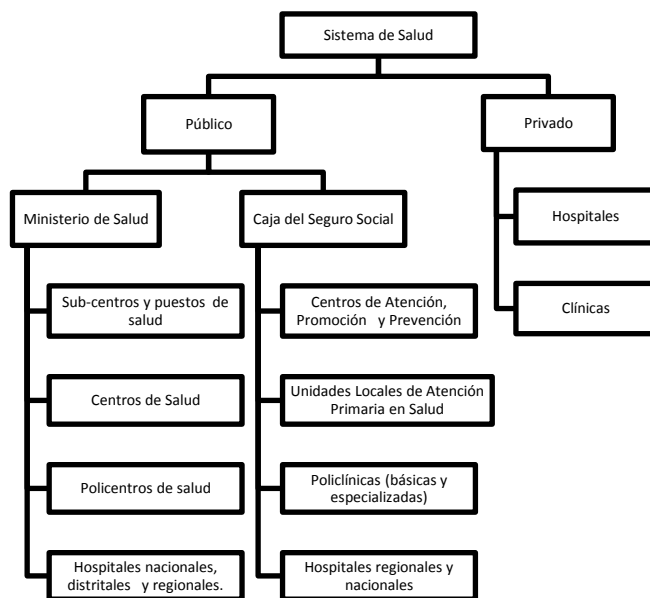 Sistema de Salud
Público
Privado
Ministerio de Salud
Caja del Seguro Social
Hospitales
Sub-centros y puestos de
salud
Centros de Atención,
Promoción y Prevención
Clínicas
Centros de Salud
Unidades Locales de Atención
Primaria en Salud
Policentros de salud
Policlínicas (básicas y
especializadas)
Hospitales nacionales,
distritales y regionales.
Hospitales regionales y
nacionales